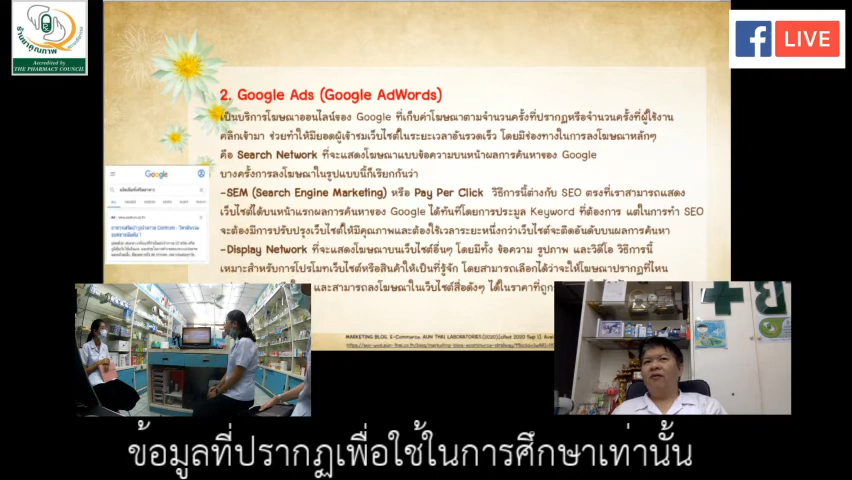 ร้านยาคุณภาพ
Accredited by
THE PHARMACY COUNCIL
LIVE
2. Google Ads (Google AdWords)
เป็นบริการโฆษณาออนไลน์ของ Google ที่เก็บค่าโฆษณาตามจำนวนครั้งที่ปรากฏหรือจำนวนครั้งที่ผู้ใช้งาน
คลิกเข้ามา ช่วยทำให้มียอดผู้เข้าชมเว็บไซต์ในระยะเวลาอันรวดเร็ว โดยมีช่องทางในการลงโฆษณาหลักๆ
คือ Search Network ที่จะแสดงโฆษณาแบบข้อความบนหน้าผลการค้นหาของ Google
บางครั้งการลงโฆษณาในรูปแบบนี้ก็เรียกกันว่า
-SEM (Search Engine Marketing) หรือ Pay Per Click วิธีการนี้ต่างกับ SEO ตรงที่เราสามารถแสดง
เว็บไซต์ได้บนหน้าแรกผลการค้นหาของ Google ได้ทันทีโดยการประมูล Keyword ที่ต้องการ แต่ในการทำ SEO
จะต้องมีการปรับปรุงเว็บไซต์ให้มีคุณภาพและต้องใช้เวลาระยะหนึ่งกว่าเว็บไซต์จะติดอันดับบนผลการค้นหา
-Display Network ที่จะแสดงโฆษณาบนเว็บไซต์อื่นๆ โดยมีทั้ง ข้อความ รูปภาพ และวิดีโอ วิธีการนี้
เหมาะสำหรับการโปรโมทเว็บไซต์หรือสินค้าให้เป็นที่รู้จัก โดยสามารถเลือกได้ว่าจะให้โฆษณาปรากฏที่ไหน
และสามารถลงโฆษณาในเว็บไซต์สื่อดังๆ ได้ในราคาที่ถูก
Google
MARKETING BLOG. E-Commerce. AUN THAI LABORATORIES
ข้อมูลที่ปรากฏเพื่อใช้ในการศึกษาเท่านั้น